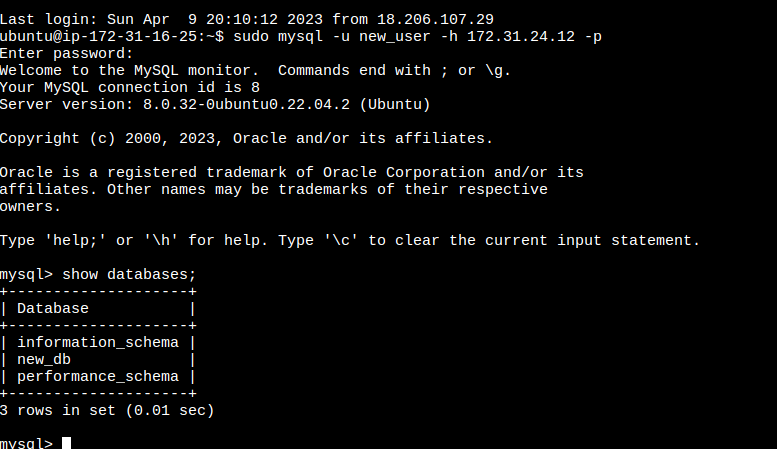 Last login: Sun Apr  9 20:10:12 2023 from 18.206.107.29
ubuntu@ip-172-31-16-25:~$ sudo mysql -u new_user -h 172.31.24.12 -p
Enter password:
Welcome to the MySQL monitor.  Commands end with ; or \g.
Your MySQL connection id is 8
Server version: 8.0.32-0ubuntu0.22.04.2 (Ubuntu)

Copyright (c) 2000, 2023, Oracle and/or its affiliates.

Oracle is a registered trademark of Oracle Corporation and/or its
affiliates. Other names may be trademarks of their respective
owners.

Type 'help;' or '\h' for help. Type '\c' to clear the current input statement.

mysql> show databases;
+--------------------+
| Database           |
+--------------------+
| information_schema |
| new_db             |
| performance_schema |
+--------------------+
3 rows in set (0.01 sec)

mysql>